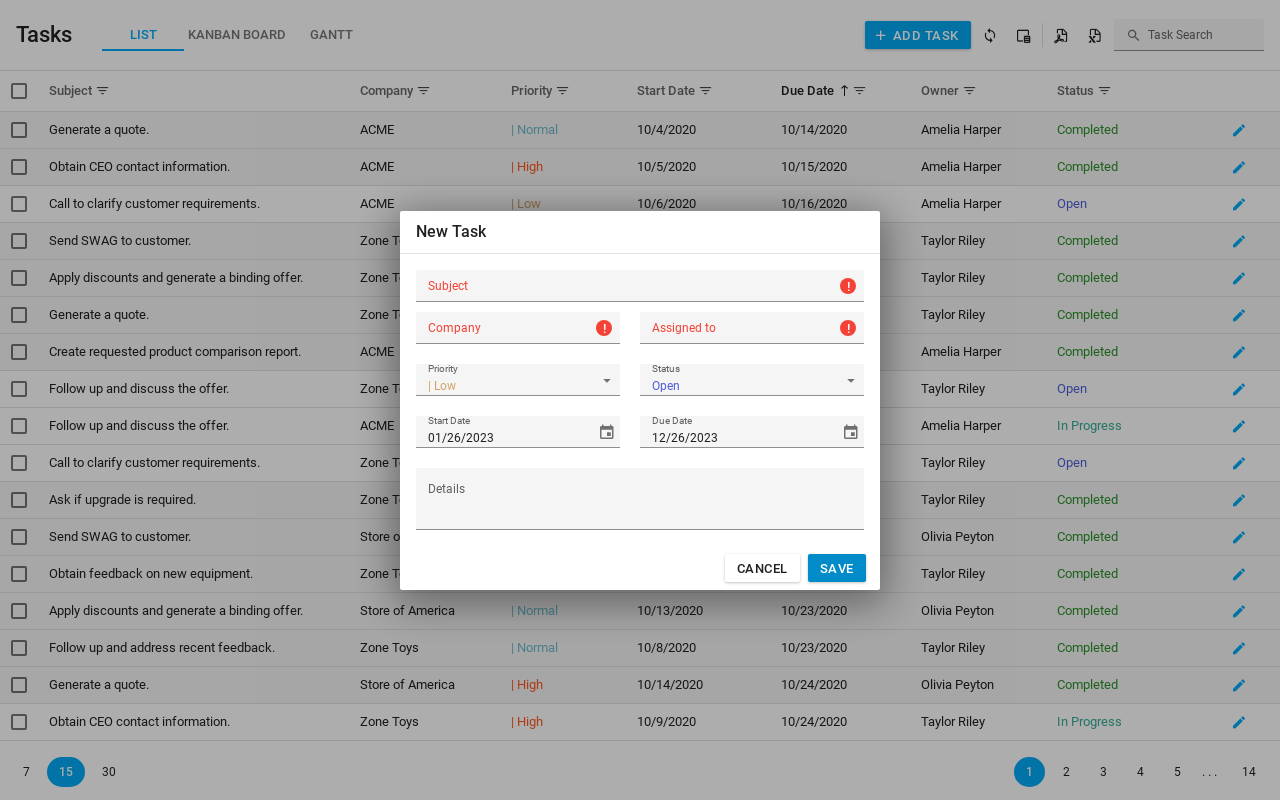 Tasks LIST KANBAN BOARD GANTT ADD TASK Task Search
Subject Company Priority Start Date Due Date Owner Status
Generate a quote. ACME | Normal 10/4/2020 10/14/2020 Amelia Harper Completed
Obtain CEO contact information. ACME | High 10/5/2020 10/15/2020 Amelia Harper Completed
Call to clarify customer requirements. ACME | Low 10/6/2020 10/16/2020 Amelia Harper Open
Send SWAG to customer. Zone Taylor Riley Completed
Apply discounts and generate a binding offer. Zone Taylor Riley Completed
Generate a quote. Zone Taylor Riley Completed
Create requested product comparison report. ACME Amelia Harper Completed
Follow up and discuss the offer. Zone Taylor Riley Open
Follow up and discuss the offer. ACME Amelia Harper In Progress
Call to clarify customer requirements. Zone Taylor Riley Open
Ask if upgrade is required. Zone Taylor Riley Completed
Send SWAG to customer. Store Olivia Peyton Completed
Obtain feedback on new equipment. Zone Taylor Riley Completed
Apply discounts and generate a binding offer. Store of America | Normal 10/13/2020 10/23/2020 Olivia Peyton Completed
Follow up and address recent feedback. Zone Toys | Normal 10/8/2020 10/23/2020 Taylor Riley Completed
Generate a quote. Store of America | High 10/14/2020 10/24/2020 Olivia Peyton Completed
Obtain CEO contact information. Zone Toys | High 10/9/2020 10/24/2020 Taylor Riley In Progress
7 15 30 1 2 3 4 5 . . . 14
New Task
Subject
Company Assigned to
Priority Status
| Low Open
Start Date Due Date
01/26/2023 12/26/2023
Details
CANCEL SAVE